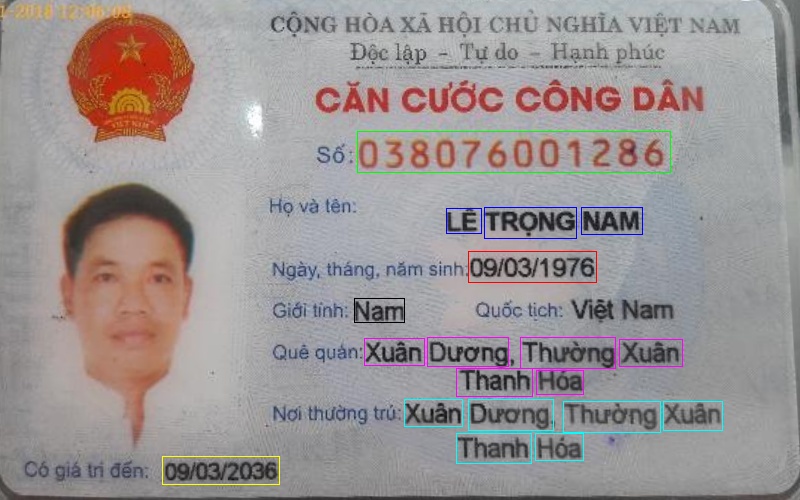 1-2018 12:06:08
CỘNG HÒA XÃ HỘI CHỦ NGHĨA VIỆT NAM
Độc lập - Tự do - Hạnh phúc
CĂN CƯỚC CÔNG DÂN
Số: 038076001286
Họ và tên:
LÊ TRỌNG NAM
Ngày, tháng, năm sinh: 09/03/1976
Giới tính: Nam Quốc tịch: Việt Nam
Quê quán: Xuân Dương, Thường Xuân
Thanh Hóa
Nơi thường trú: Xuân Dương, Thường Xuân
Thanh Hóa
Có giá trị đến: 09/03/2036